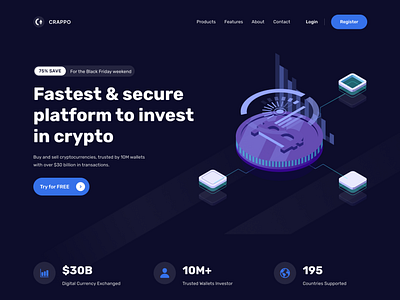 CRAPPO
Products Features About Contact Login Register
75% SAVE For the Black Friday weekend
Fastest & secure
platform to invest
in crypto
Buy and sell cryptocurrencies, trusted by 10M wallets
with over $30 billion in transactions.
Try for FREE
$30B
Digital Currency Exchanged
10M+
Trusted Wallets Investor
195
Countries Supported